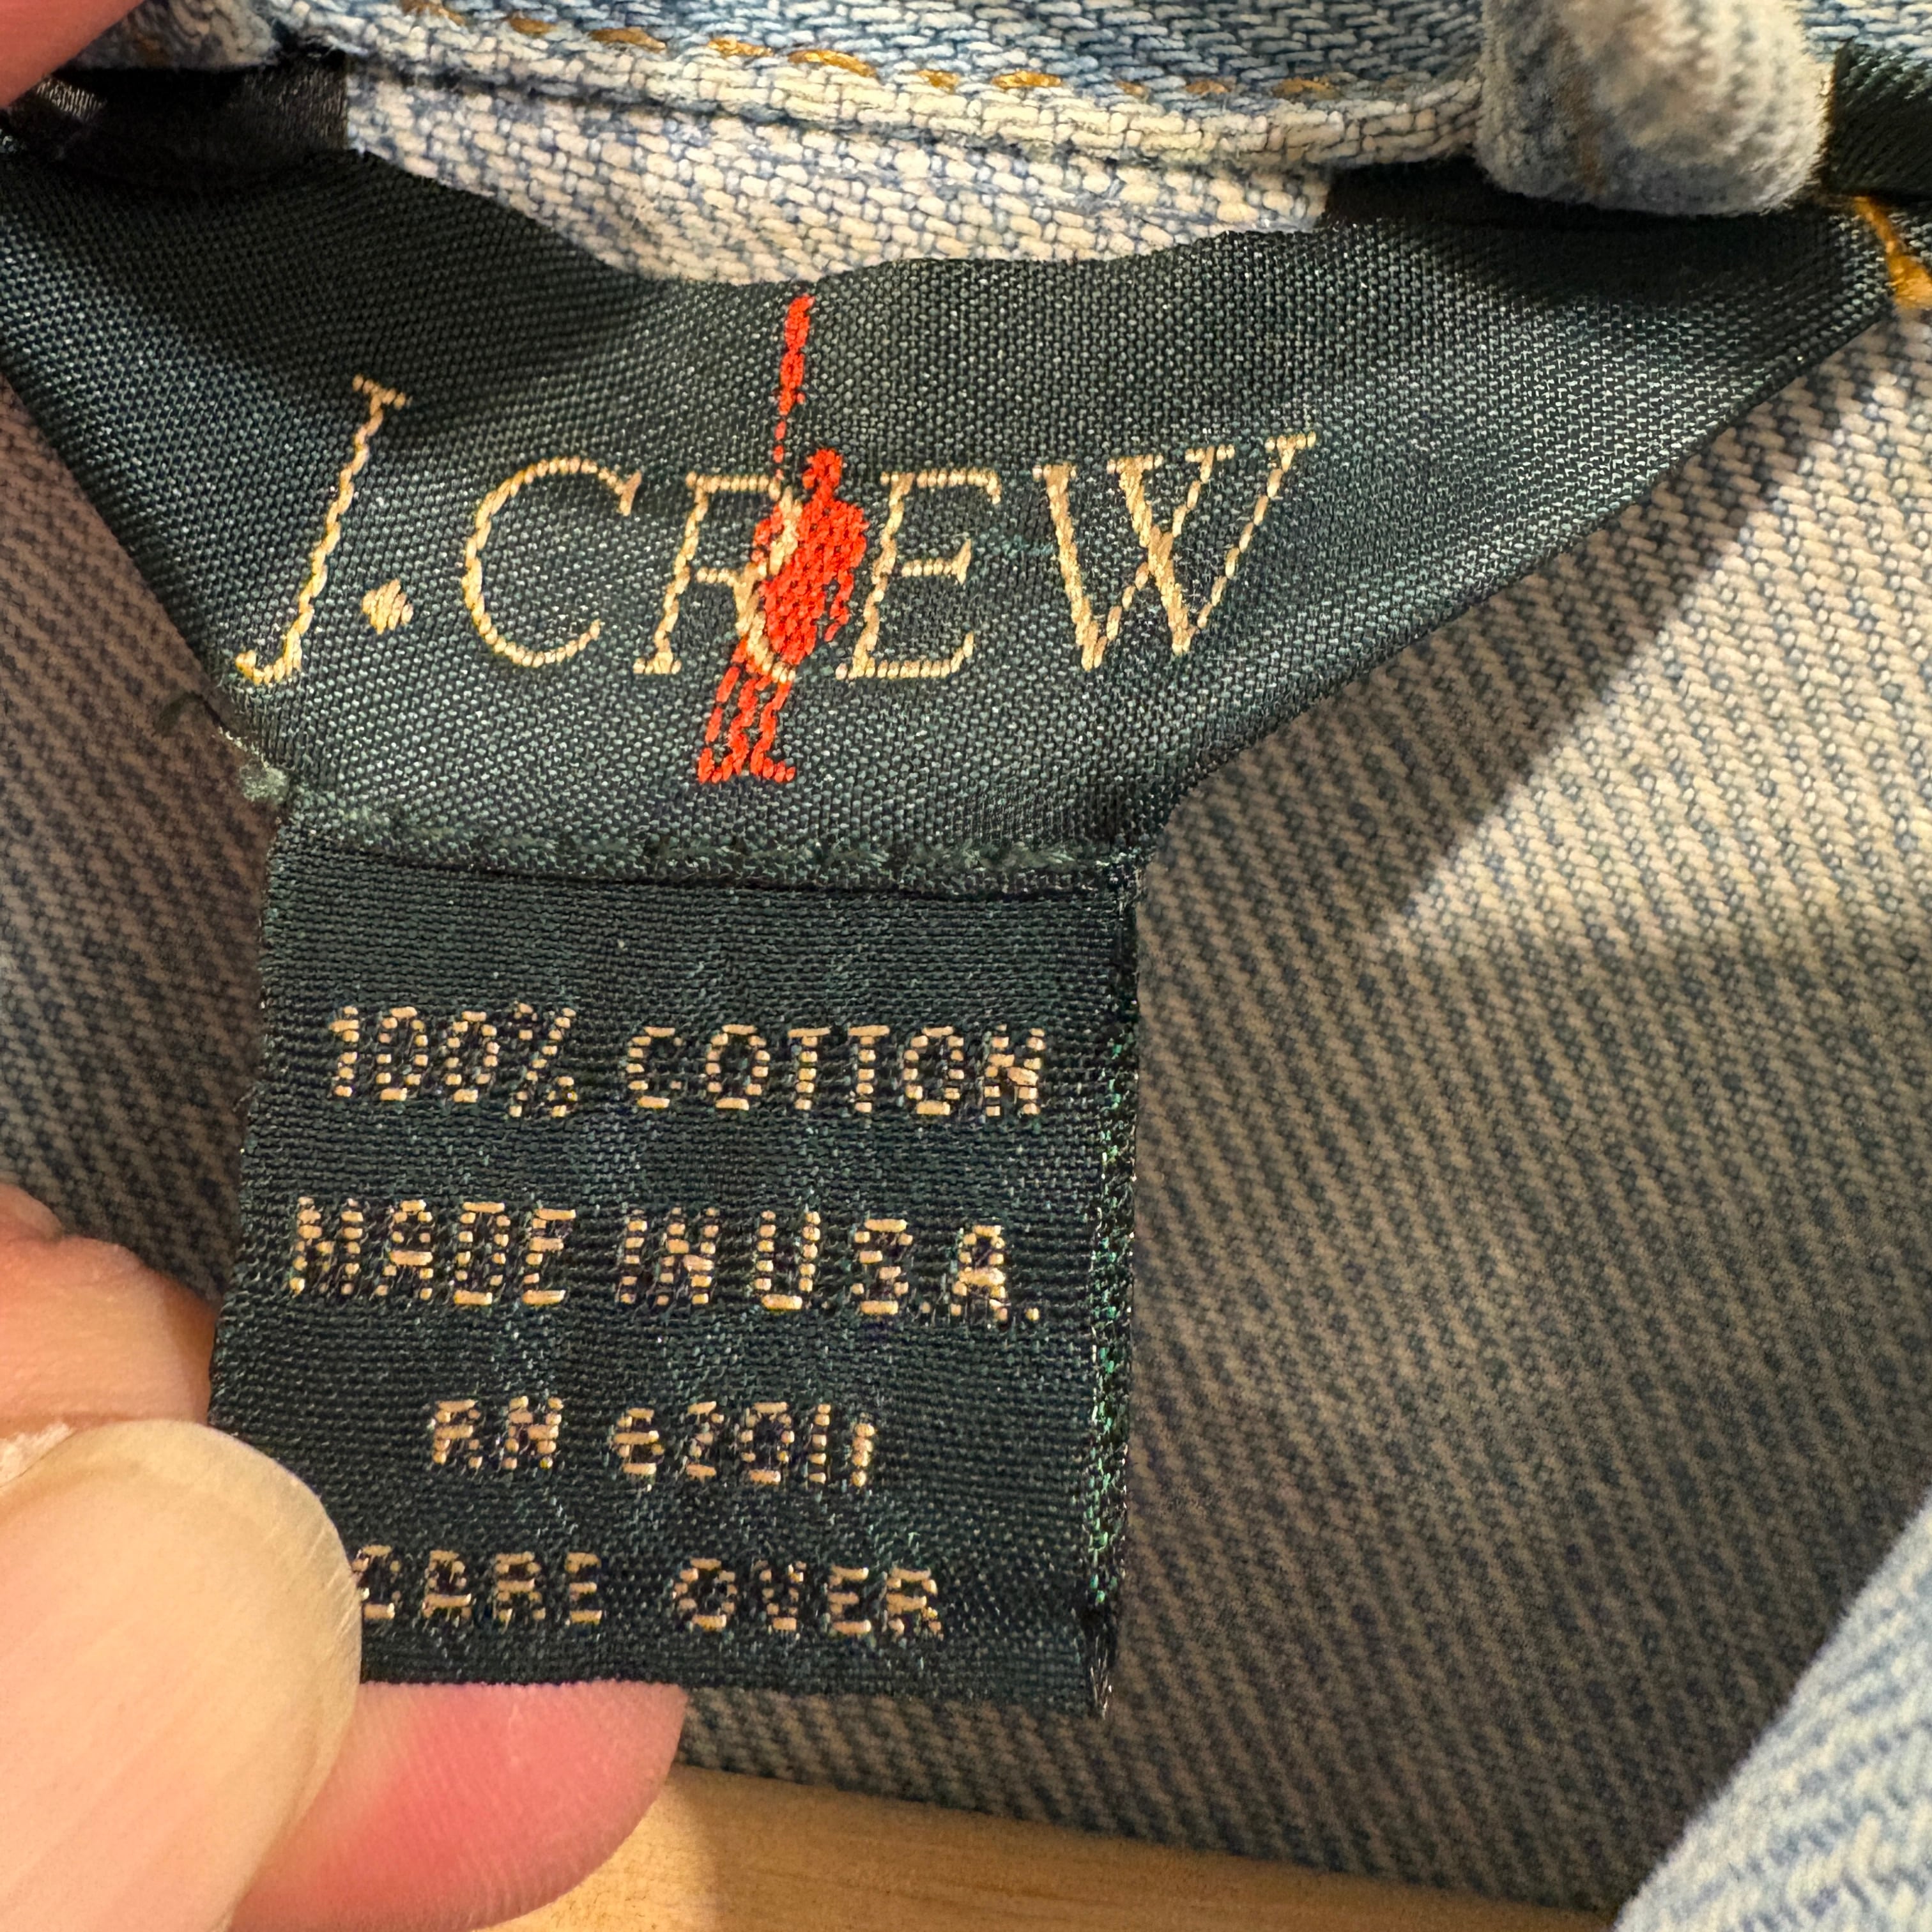 J.CREW
100% COTTON
MADE IN U.S.A.
RN 62011
CARE OVER